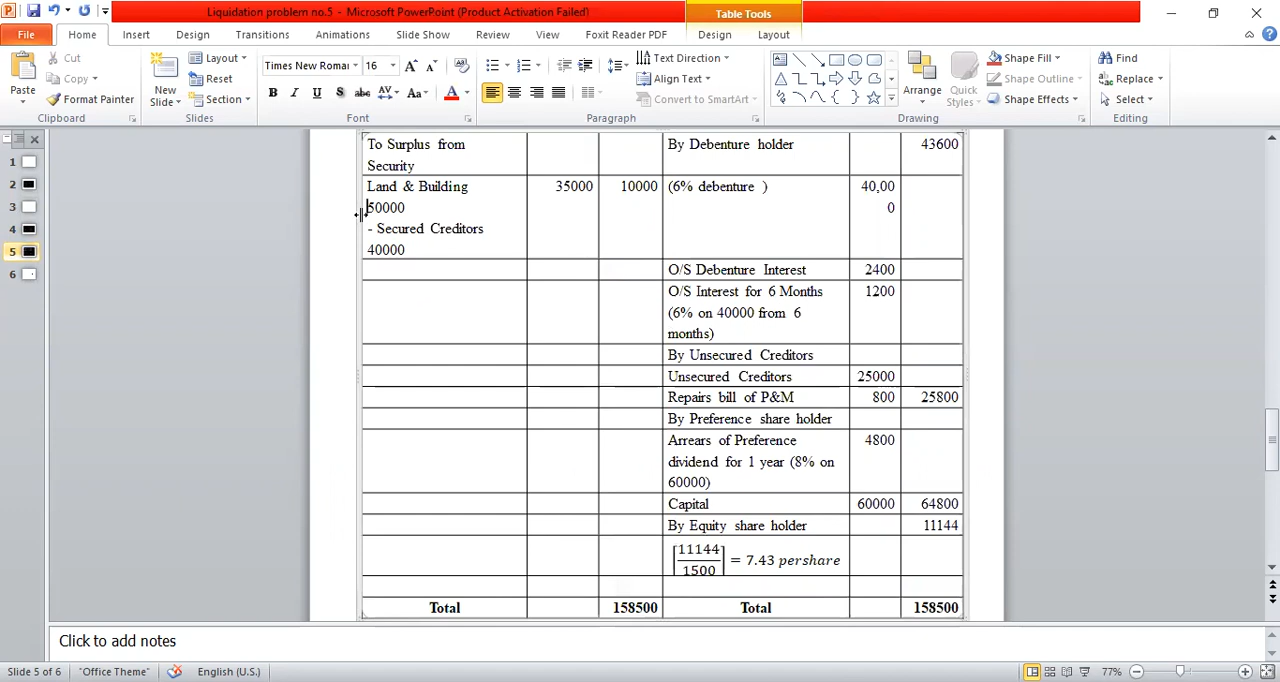 Liquidation problem no.5 - Microsoft PowerPoint (Product Activation Failed)
Table Tools
File Home Insert Design Transitions Animations Slide Show Review View Foxit Reader PDF Design Layout
Paste
Cut
Copy
Format Painter
Clipboard
New Slide
Layout
Reset
Section
Slides
Times New Roman 16
Font
Paragraph
Text Direction
Align Text
Convert to SmartArt
Arrange
Quick Styles
Shape Fill
Shape Outline
Shape Effects
Drawing
Find
Replace
Select
Editing
1
2
3
4
5
6
To Surplus from Security By Debenture holder 43600
Land & Building 35000 10000 (6% debenture ) 40,00
50000 0
- Secured Creditors
40000
O/S Debenture Interest 2400
O/S Interest for 6 Months 1200
(6% on 40000 from 6
months)
By Unsecured Creditors
Unsecured Creditors 25000
Repairs bill of P&M 800 25800
By Preference share holder
Arrears of Preference 4800
dividend for 1 year (8% on
60000)
Capital 60000 64800
By Equity share holder 11144
[11144/1500] = 7.43 pershare
Total 158500 Total 158500
Click to add notes
Slide 5 of 6 "Office Theme" English (U.S.) 77%